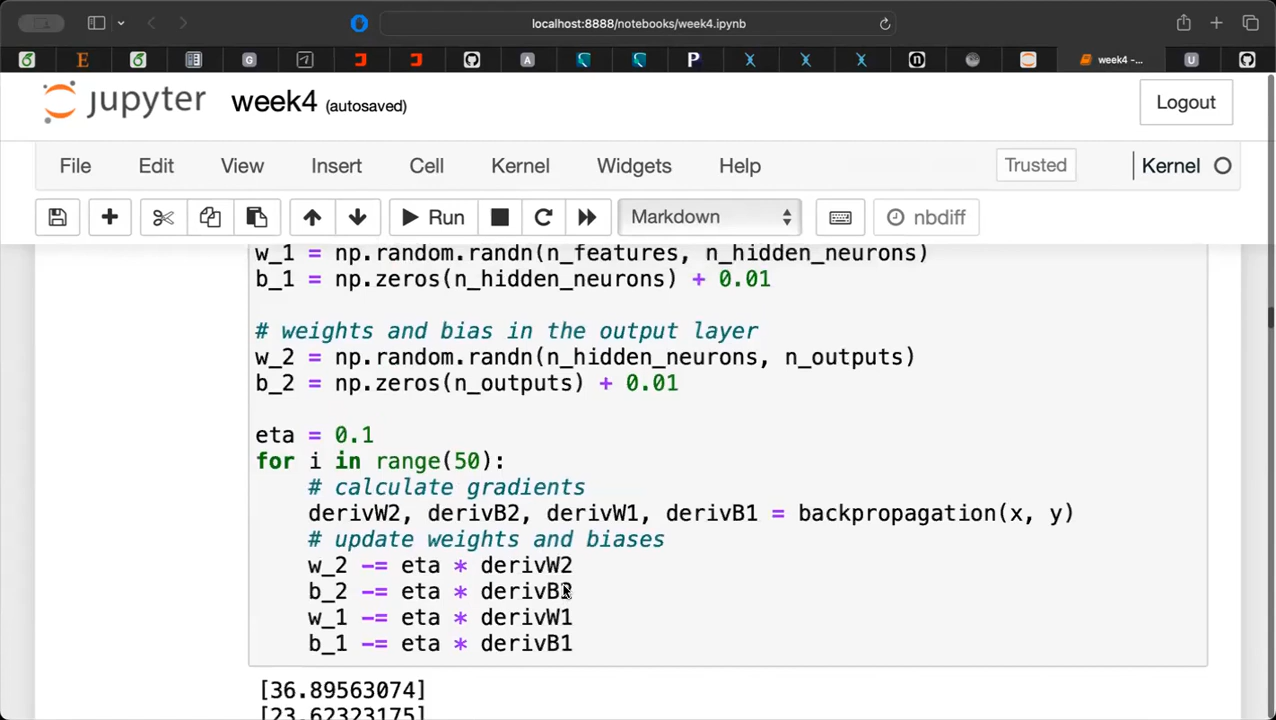 localhost:8888/notebooks/week4.ipynb
week4 -...
jupyter week4 (autosaved)
Logout
File Edit View Insert Cell Kernel Widgets Help
Trusted
Kernel
Run
Markdown
nbdiff
w_1 = np.random.randn(n_features, n_hidden_neurons)
b_1 = np.zeros(n_hidden_neurons) + 0.01
# weights and bias in the output layer
w_2 = np.random.randn(n_hidden_neurons, n_outputs)
b_2 = np.zeros(n_outputs) + 0.01
eta = 0.1
for i in range(50):
# calculate gradients
derivW2, derivB2, derivW1, derivB1 = backpropagation(x, y)
# update weights and biases
w_2 -= eta * derivW2
b_2 -= eta * derivB2
w_1 -= eta * derivW1
b_1 -= eta * derivB1
[36.89563074]
[23.62323175]